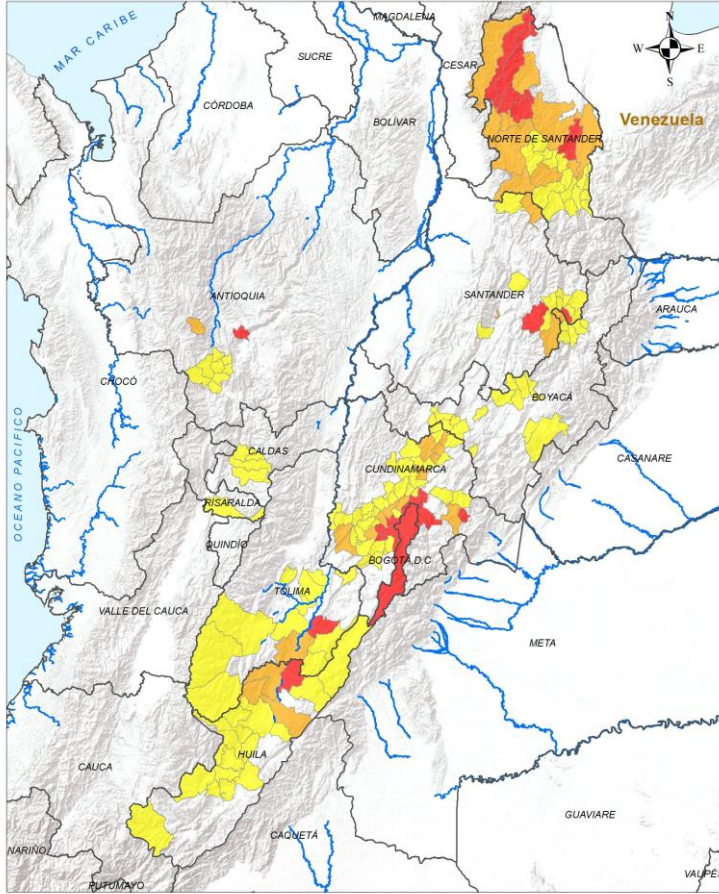 MAR CARIBE
MAGDALENA
N
W
E
S
SUCRE
CESAR
CÓRDOBA
BOLÍVAR
Venezuela
NORTE DE SANTANDER
ANTIOQUIA
SANTANDER
ARAUCA
CHOCÓ
BOYACÁ
CALDAS
CUNDINAMARCA
CASANARE
OCEANO PACIFICO
RISARALDA
QUINDÍO
BOGOTÁ, D.C
TOLIMA
VALLE DEL CAUCA
META
HUILA
CAUCA
GUAVIARE
CAQUETÁ
NARIÑO
PUTUMAYO
VAUPÉS